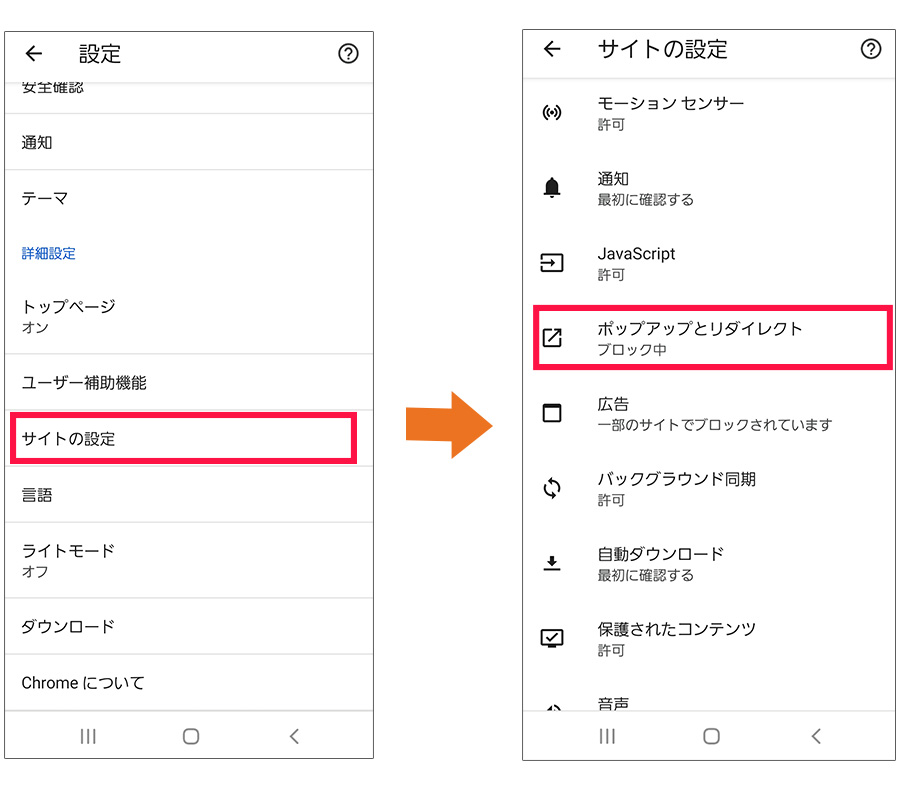 設定
安全確認
通知
テーマ
詳細設定
トップページ
オン
ユーザー補助機能
サイトの設定
言語
ライトモード
オフ
ダウンロード
Chrome について
サイトの設定
モーション センサー
許可
通知
最初に確認する
JavaScript
許可
ポップアップとリダイレクト
ブロック中
広告
一部のサイトでブロックされています
バックグラウンド同期
許可
自動ダウンロード
最初に確認する
保護されたコンテンツ
許可
音声